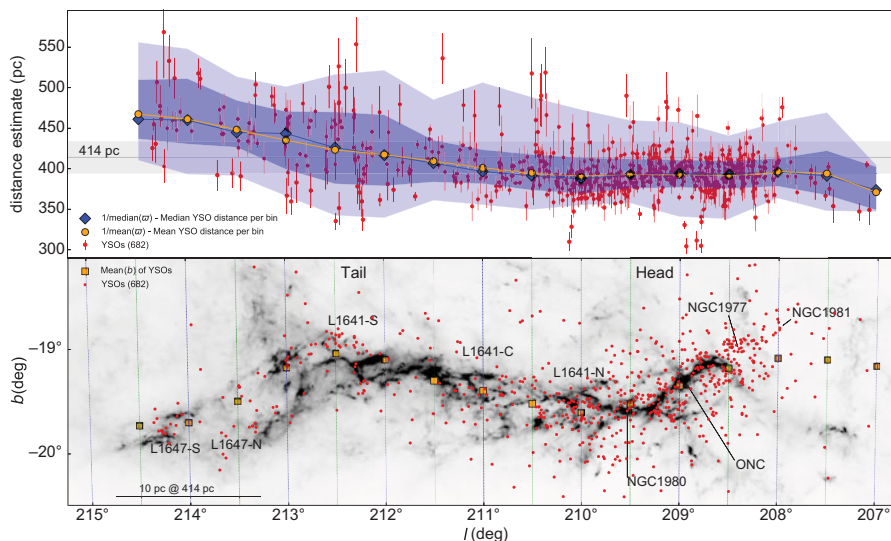 550
500
450
400
350
300
distance estimate (pc)
414 pc
1/median(ϖ) - Median YSO distance per bin
1/mean(ϖ) - Mean YSO distance per bin
YSOs (682)
Mean(b) of YSOs
YSOs (682)
Tail
Head
NGC1977
NGC1981
L1641-S
L1641-C
L1641-N
L1647-S
L1647-N
NGC1980
ONC
10 pc @ 414 pc
−19°
−20°
b(deg)
215°
214°
213°
212°
211°
210°
209°
208°
207°
l (deg)